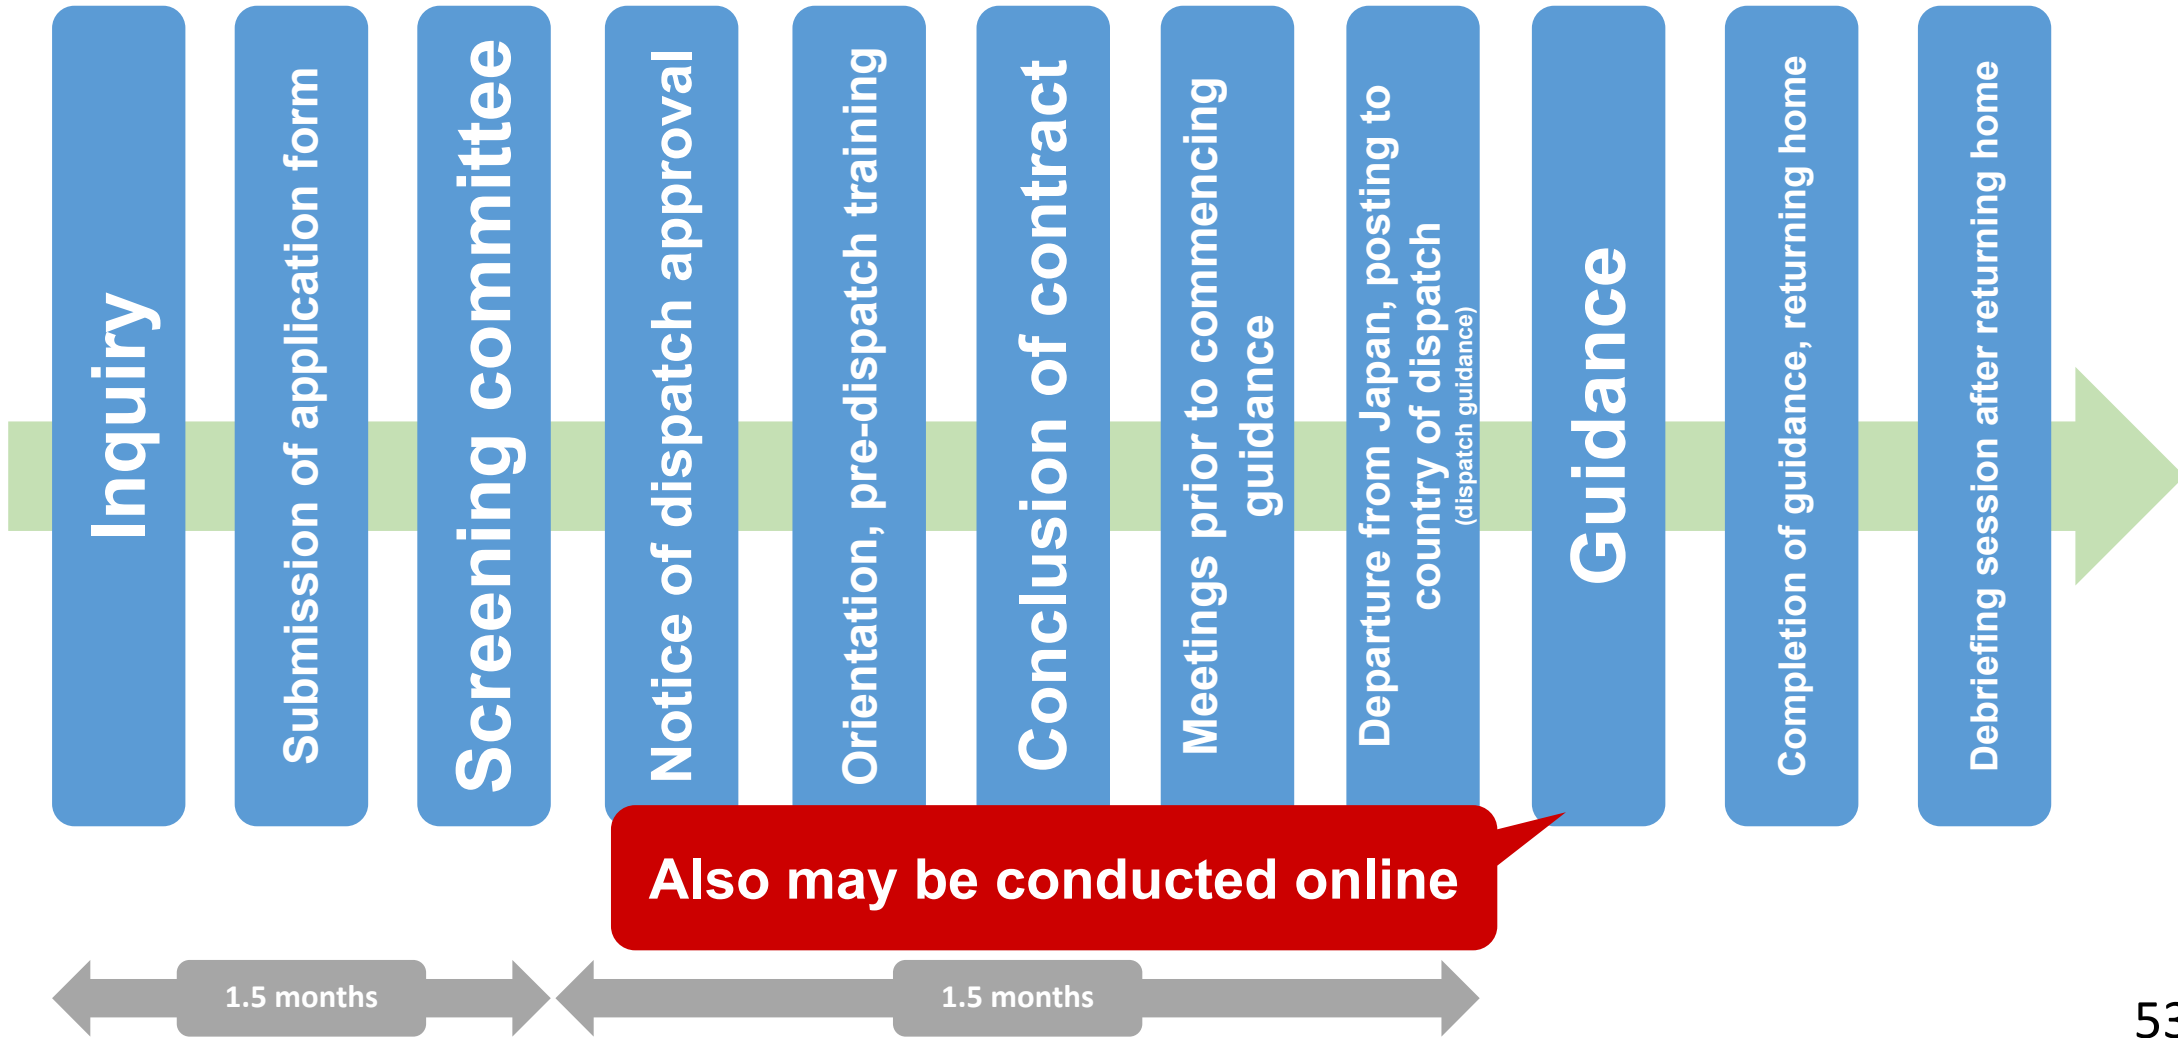 Inquiry
Submission of application form
Screening committee
Notice of dispatch approval
Orientation, pre-dispatch training
Conclusion of contract
Meetings prior to commencing
guidance
Departure from Japan, posting to
country of dispatch
(dispatch guidance)
Guidance
Completion of guidance, returning home
Debriefing session after returning home
Also may be conducted online
1.5 months
1.5 months
53